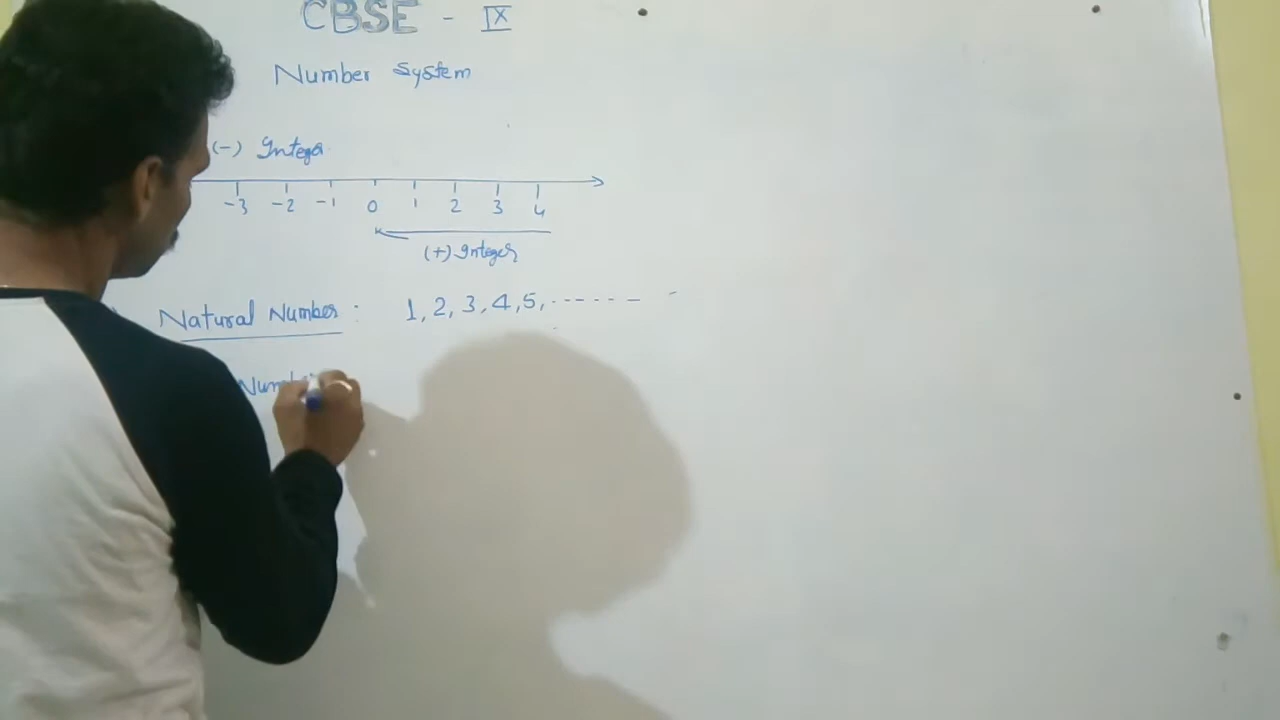 CBSE - IX
Number System
(-) Integer
-3 -2 -1 0 1 2 3 4
(+) Integer
Natural Number : 1, 2, 3, 4, 5, ------